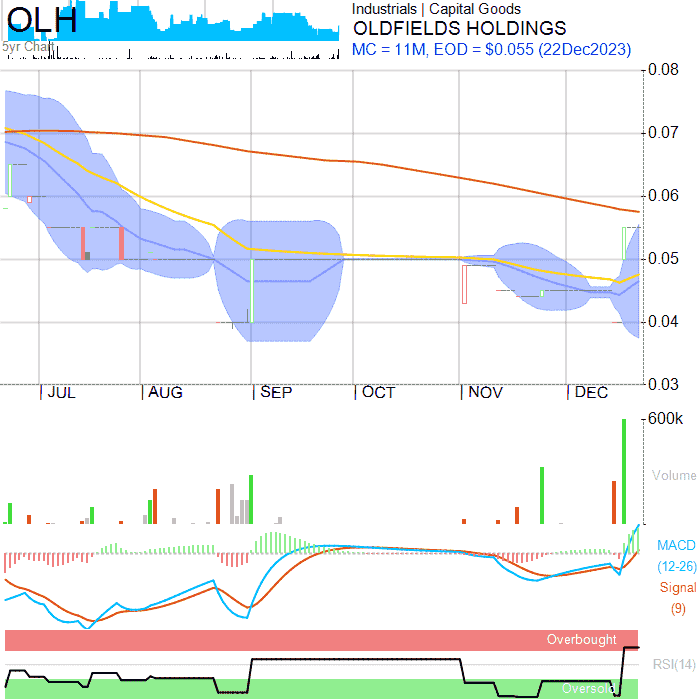 OLH
Industrials | Capital Goods
OLDFIELDS HOLDINGS
MC = 11M, EOD = $0.055 (22Dec2023)
5yr Chart
0.08
0.07
0.06
0.05
0.04
0.03
JUL AUG SEP OCT NOV DEC
600k
Volume
MACD
(12-26)
Signal
(9)
Overbought
RSI(14)
Oversold